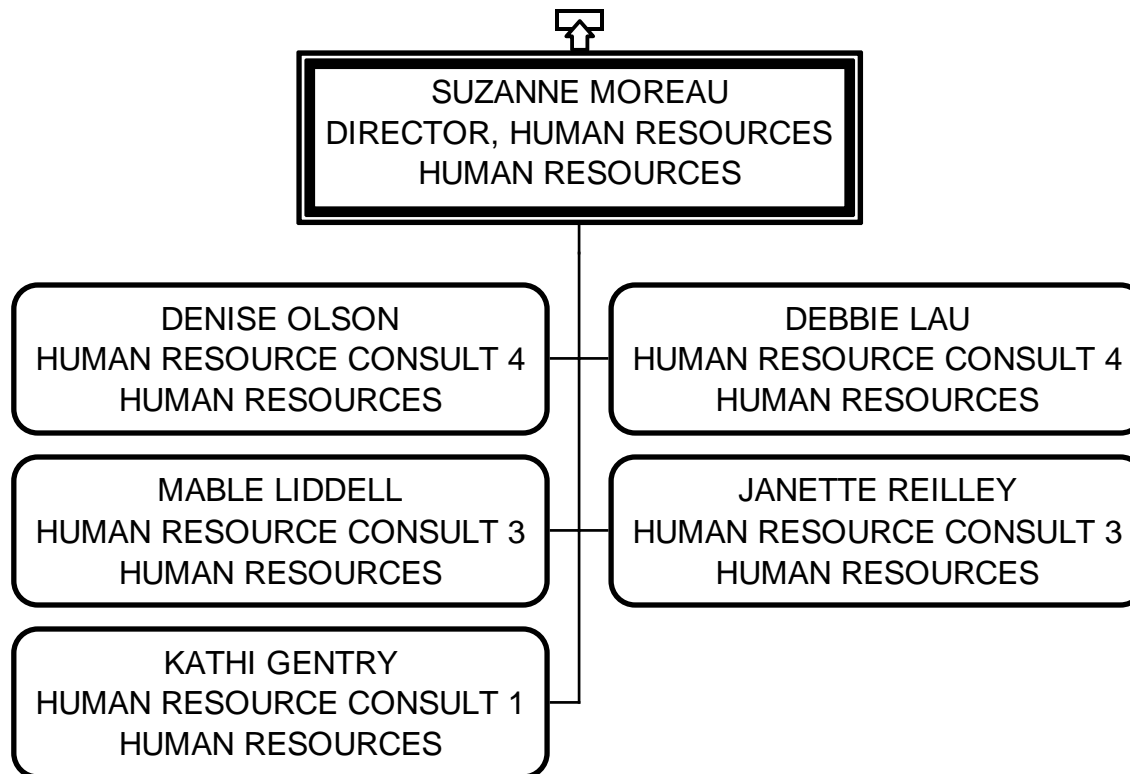 SUZANNE MOREAU
DIRECTOR, HUMAN RESOURCES
HUMAN RESOURCES
DENISE OLSON
HUMAN RESOURCE CONSULT 4
HUMAN RESOURCES
DEBBIE LAU
HUMAN RESOURCE CONSULT 4
HUMAN RESOURCES
MABLE LIDDELL
HUMAN RESOURCE CONSULT 3
HUMAN RESOURCES
JANETTE REILLEY
HUMAN RESOURCE CONSULT 3
HUMAN RESOURCES
KATHI GENTRY
HUMAN RESOURCE CONSULT 1
HUMAN RESOURCES